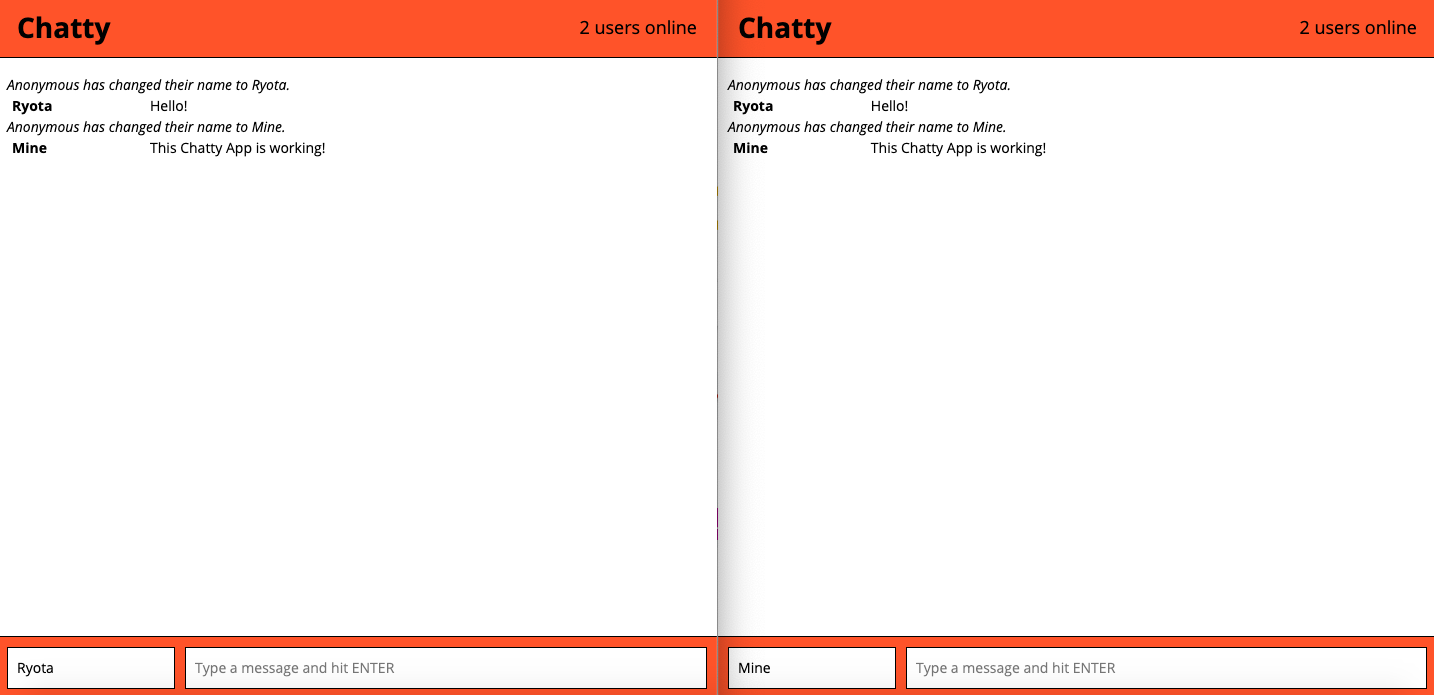 Chatty
2 users online
Anonymous has changed their name to Ryota.
Ryota Hello!
Anonymous has changed their name to Mine.
Mine This Chatty App is working!
Ryota Type a message and hit ENTER
Chatty
2 users online
Anonymous has changed their name to Ryota.
Ryota Hello!
Anonymous has changed their name to Mine.
Mine This Chatty App is working!
Mine Type a message and hit ENTER